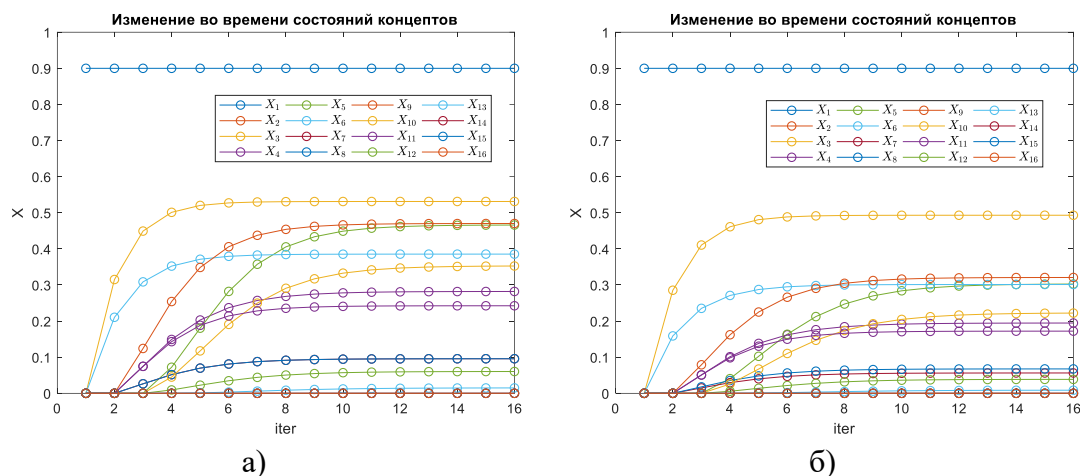 Изменение во времени состояний концептов
1
0.9
0.8
0.7
0.6
0.5
0.4
0.3
0.2
0.1
0
X
X1 X5 X9 X13
X2 X6 X10 X14
X3 X7 X11 X15
X4 X8 X12 X16
0 2 4 6 8 10 12 14 16
iter
а)
Изменение во времени состояний концептов
1
0.9
0.8
0.7
0.6
0.5
0.4
0.3
0.2
0.1
0
X
X1 X5 X9 X13
X2 X6 X10 X14
X3 X7 X11 X15
X4 X8 X12 X16
0 2 4 6 8 10 12 14 16
iter
б)